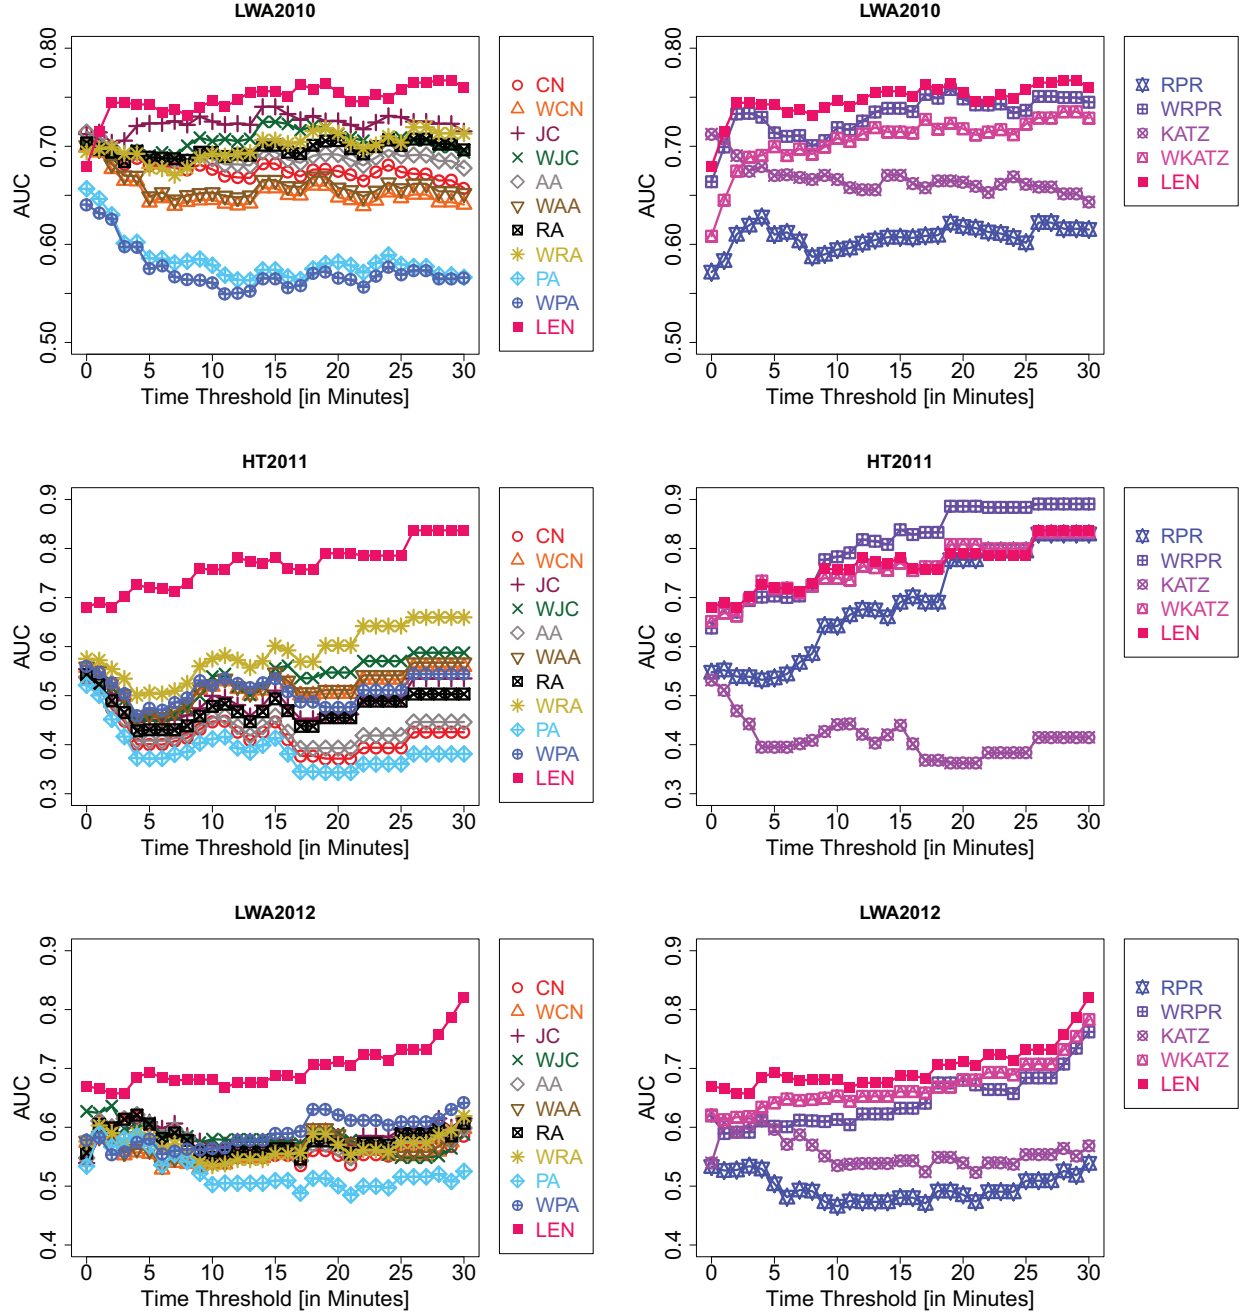 LWA2010
AUC
0.80
0.70
0.60
0.50
0 5 10 15 20 25 30
Time Threshold [in Minutes]
CN
WCN
JC
WJC
AA
WAA
RA
WRA
PA
WPA
LEN
LWA2010
AUC
0.80
0.70
0.60
0.50
0 5 10 15 20 25 30
Time Threshold [in Minutes]
RPR
WRPR
KATZ
WKATZ
LEN
HT2011
AUC
0.9
0.8
0.7
0.6
0.5
0.4
0.3
0 5 10 15 20 25 30
Time Threshold [in Minutes]
CN
WCN
JC
WJC
AA
WAA
RA
WRA
PA
WPA
LEN
HT2011
AUC
0.9
0.8
0.7
0.6
0.5
0.4
0.3
0 5 10 15 20 25 30
Time Threshold [in Minutes]
RPR
WRPR
KATZ
WKATZ
LEN
LWA2012
AUC
0.9
0.8
0.7
0.6
0.5
0.4
0 5 10 15 20 25 30
Time Threshold [in Minutes]
CN
WCN
JC
WJC
AA
WAA
RA
WRA
PA
WPA
LEN
LWA2012
AUC
0.9
0.8
0.7
0.6
0.5
0.4
0 5 10 15 20 25 30
Time Threshold [in Minutes]
RPR
WRPR
KATZ
WKATZ
LEN